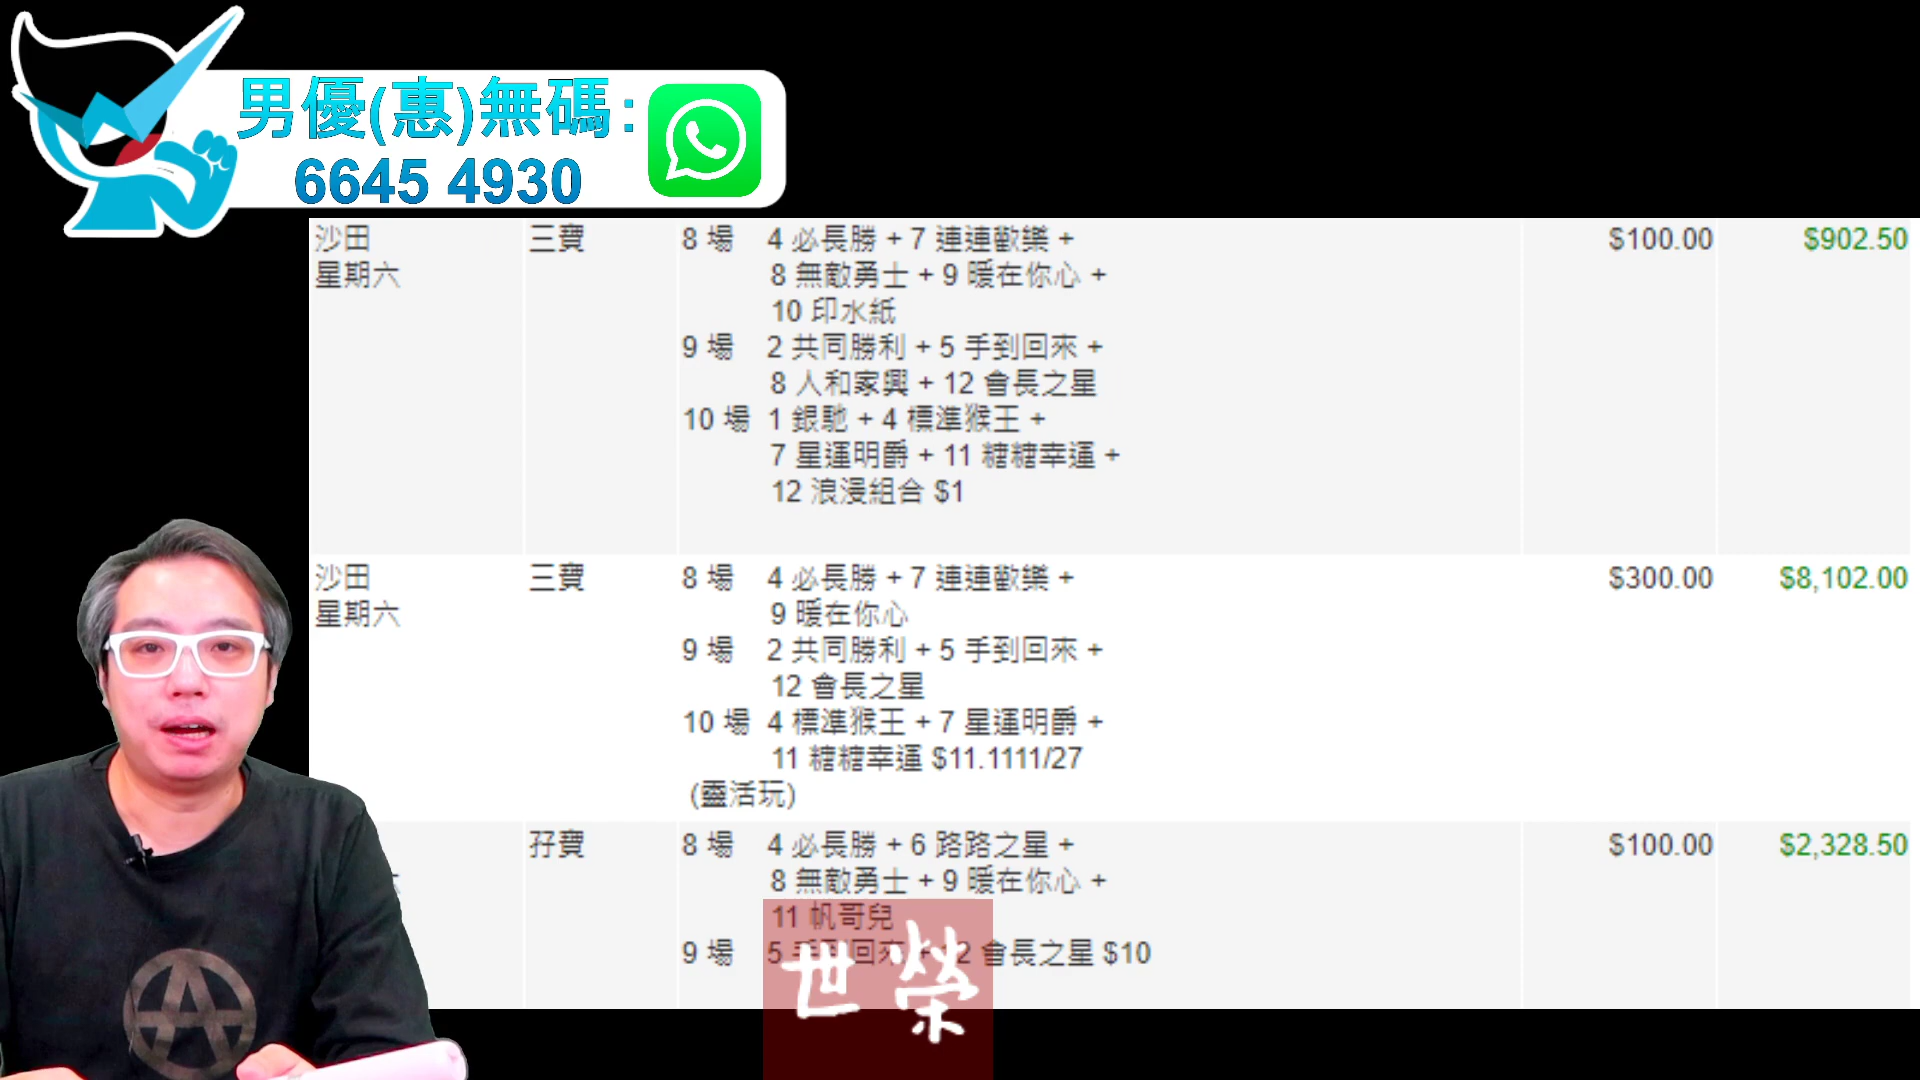 男優(惠)無碼:
6645 4930
沙田 三寶 8 場 4 必長勝 + 7 連連歡樂 + $100.00 $902.50
星期六 8 無敵勇士 + 9 暖在你心 +
10 印水紙
9 場 2 共同勝利 + 5 手到回來 +
8 人和家興 + 12 會長之星
10 場 1 銀馳 + 4 標準猴王 +
7 星運明爵 + 11 糖糖幸運 +
12 浪漫組合 $1
沙田 三寶 8 場 4 必長勝 + 7 連連歡樂 + $300.00 $8,102.00
星期六 9 暖在你心
9 場 2 共同勝利 + 5 手到回來 +
12 會長之星
10 場 4 標準猴王 + 7 星運明爵 +
11 糖糖幸運 $11.1111/27
(靈活玩)
孖寶 8 場 4 必長勝 + 6 路路之星 + $100.00 $2,328.50
8 無敵勇士 + 9 暖在你心 +
11 帆哥兒
9 場 5 手到回來 + 12 會長之星 $10
世榮